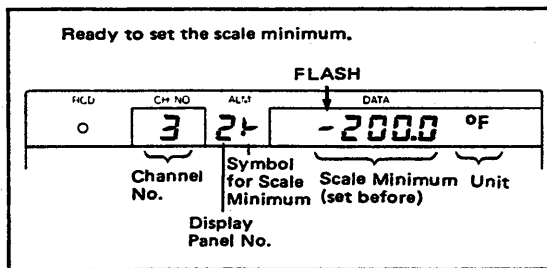 Ready to set the scale minimum.
FLASH
RCD CH NO ALM DATA
3 2⊦ -200.0 °F
Channel No.
Symbol for Scale Minimum
Scale Minimum (set before)
Unit
Display Panel No.